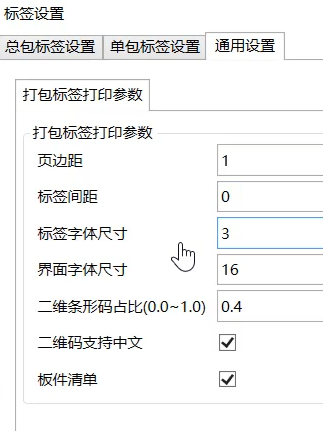 标签设置
总包标签设置 单包标签设置 通用设置
打包标签打印参数
打包标签打印参数
页边距 1
标签间距 0
标签字体尺寸 3
界面字体尺寸 16
二维条形码占比(0.0~1.0) 0.4
二维码支持中文
板件清单